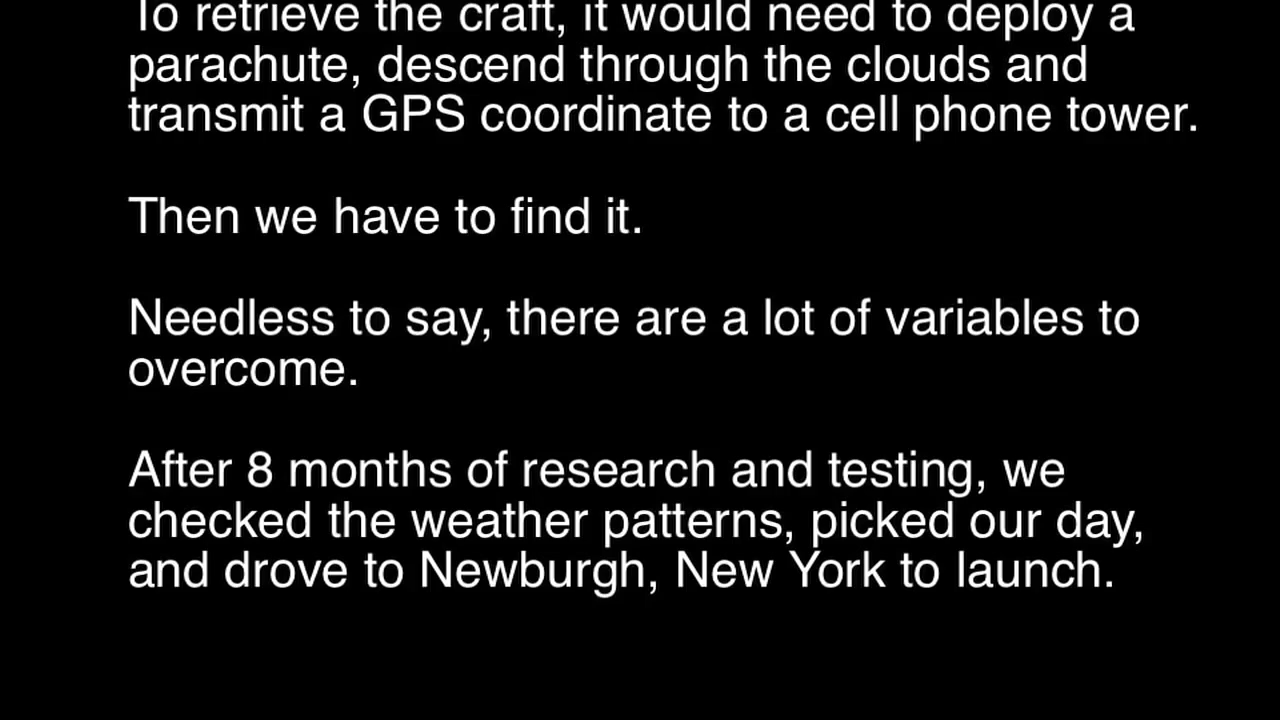 To retrieve the craft, it would need to deploy a
parachute, descend through the clouds and
transmit a GPS coordinate to a cell phone tower.
Then we have to find it.
Needless to say, there are a lot of variables to
overcome.
After 8 months of research and testing, we
checked the weather patterns, picked our day,
and drove to Newburgh, New York to launch.